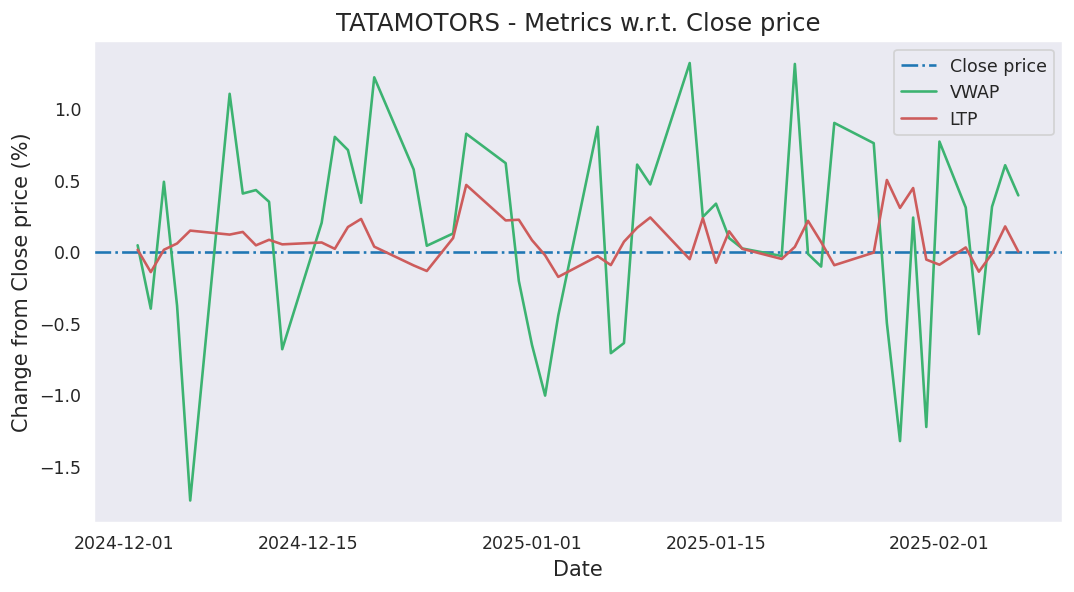 TATAMOTORS - Metrics w.r.t. Close price
Close price
VWAP
LTP
Change from Close price (%)
1.0
0.5
0.0
−0.5
−1.0
−1.5
2024-12-01
2024-12-15
2025-01-01
2025-01-15
2025-02-01
Date